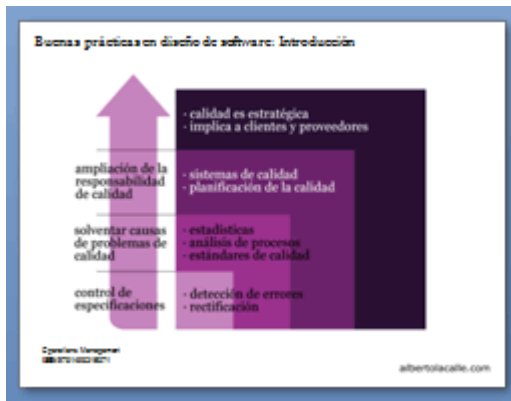 Buenas prácticas en diseño de software: Introducción
· calidad es estratégica
· implica a clientes y proveedores
ampliación de la
responsabilidad
de calidad
· sistemas de calidad
· planificación de la calidad
solventar causas
de problemas de
calidad
· estadísticas
· análisis de procesos
· estándares de calidad
control de
especificaciones
· detección de errores
· rectificación
Operations Management
albertolacalle.com